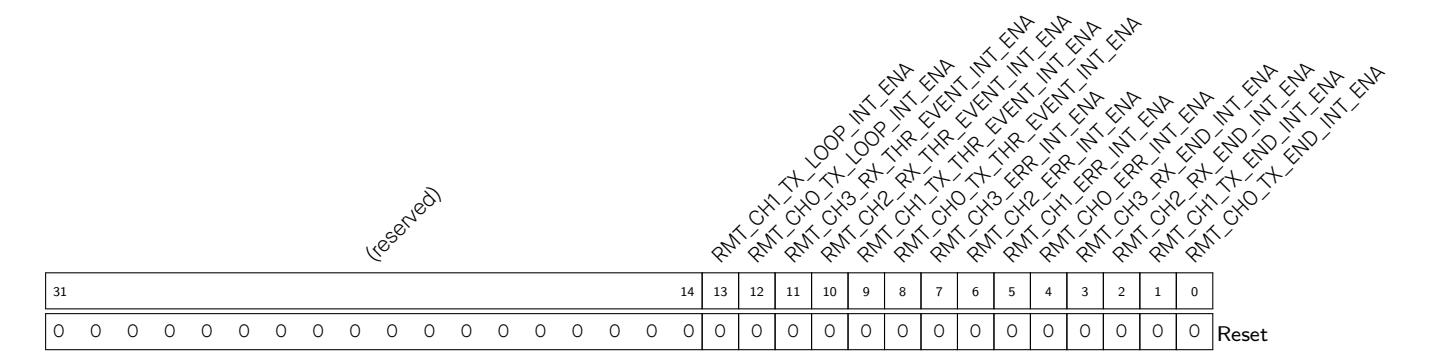 (reserved)
RMT_CH1_TX_LOOP_INT_ENA
RMT_CH0_TX_LOOP_INT_ENA
RMT_CH3_RX_THR_EVENT_INT_ENA
RMT_CH2_RX_THR_EVENT_INT_ENA
RMT_CH1_TX_THR_EVENT_INT_ENA
RMT_CH0_TX_THR_EVENT_INT_ENA
RMT_CH3_ERR_INT_ENA
RMT_CH2_ERR_INT_ENA
RMT_CH1_ERR_INT_ENA
RMT_CH0_ERR_INT_ENA
RMT_CH3_RX_END_INT_ENA
RMT_CH2_RX_END_INT_ENA
RMT_CH1_TX_END_INT_ENA
RMT_CH0_TX_END_INT_ENA
31 14 13 12 11 10 9 8 7 6 5 4 3 2 1 0
0 0 0 0 0 0 0 0 0 0 0 0 0 0 0 0 0 0 0 0 0 0 0 0 0 0 0 0 0 0 0 0 Reset